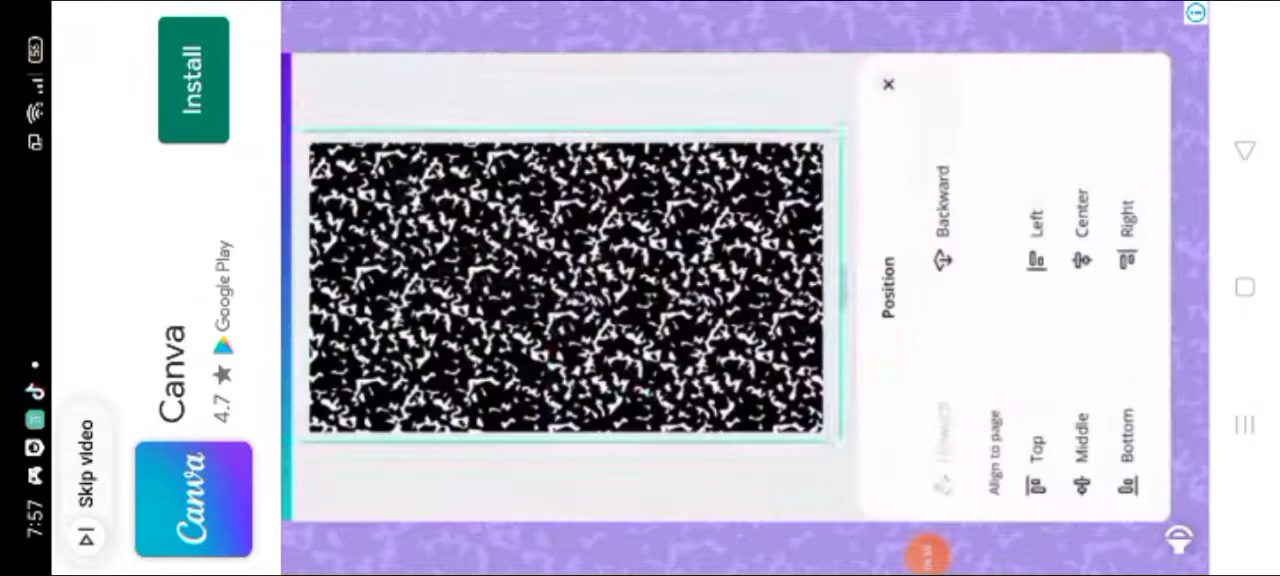 7:57
56
Skip video
Canva
Canva
4.7 ★ Google Play
Install
Position
Backward
Align to page
Top
Left
Middle
Center
Bottom
Right